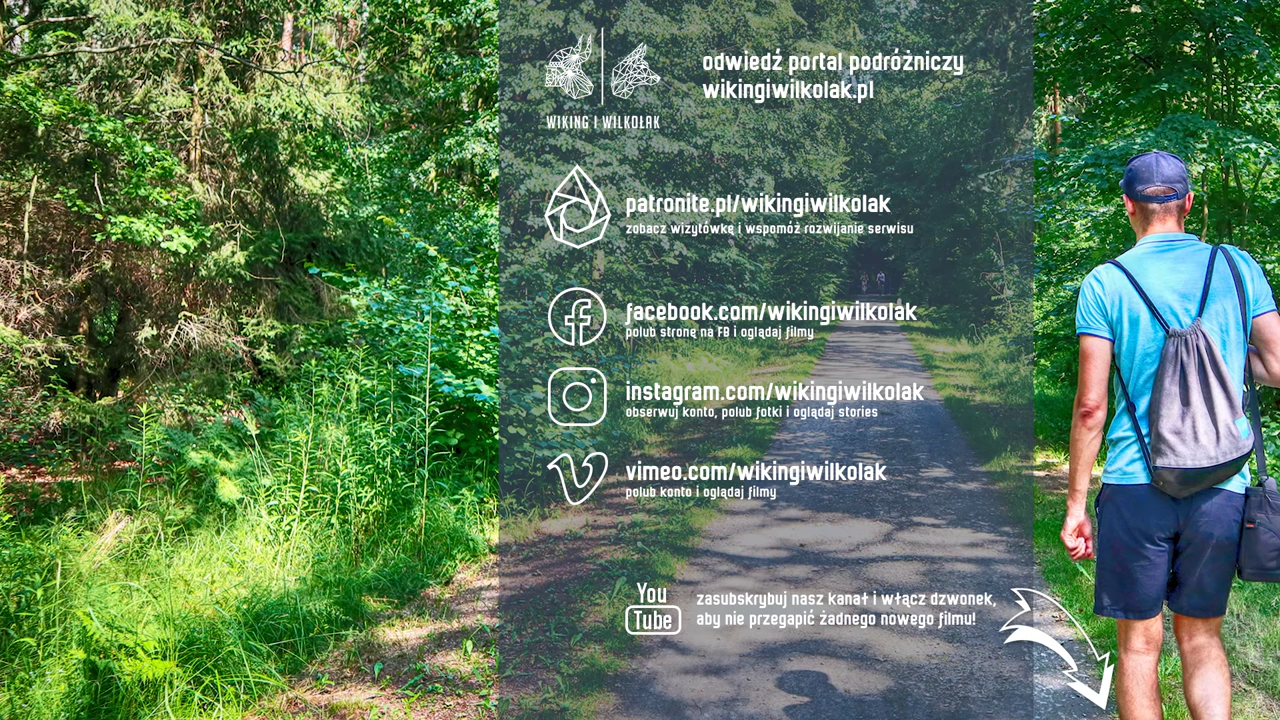 WIKING I WILKOŁAK
odwiedź portal podróżniczy
wikingiwilkolak.pl
patronite.pl/wikingiwilkolak
zobacz wizytówkę i wspomóż rozwijanie serwisu
facebook.com/wikingiwilkolak
polub stronę na FB i oglądaj filmy
instagram.com/wikingiwilkolak
obserwuj konto, polub fotki i oglądaj stories
vimeo.com/wikingiwilkolak
polub konto i oglądaj filmy
You
Tube
zasubskrybuj nasz kanał i włącz dzwonek,
aby nie przegapić żadnego nowego filmu!